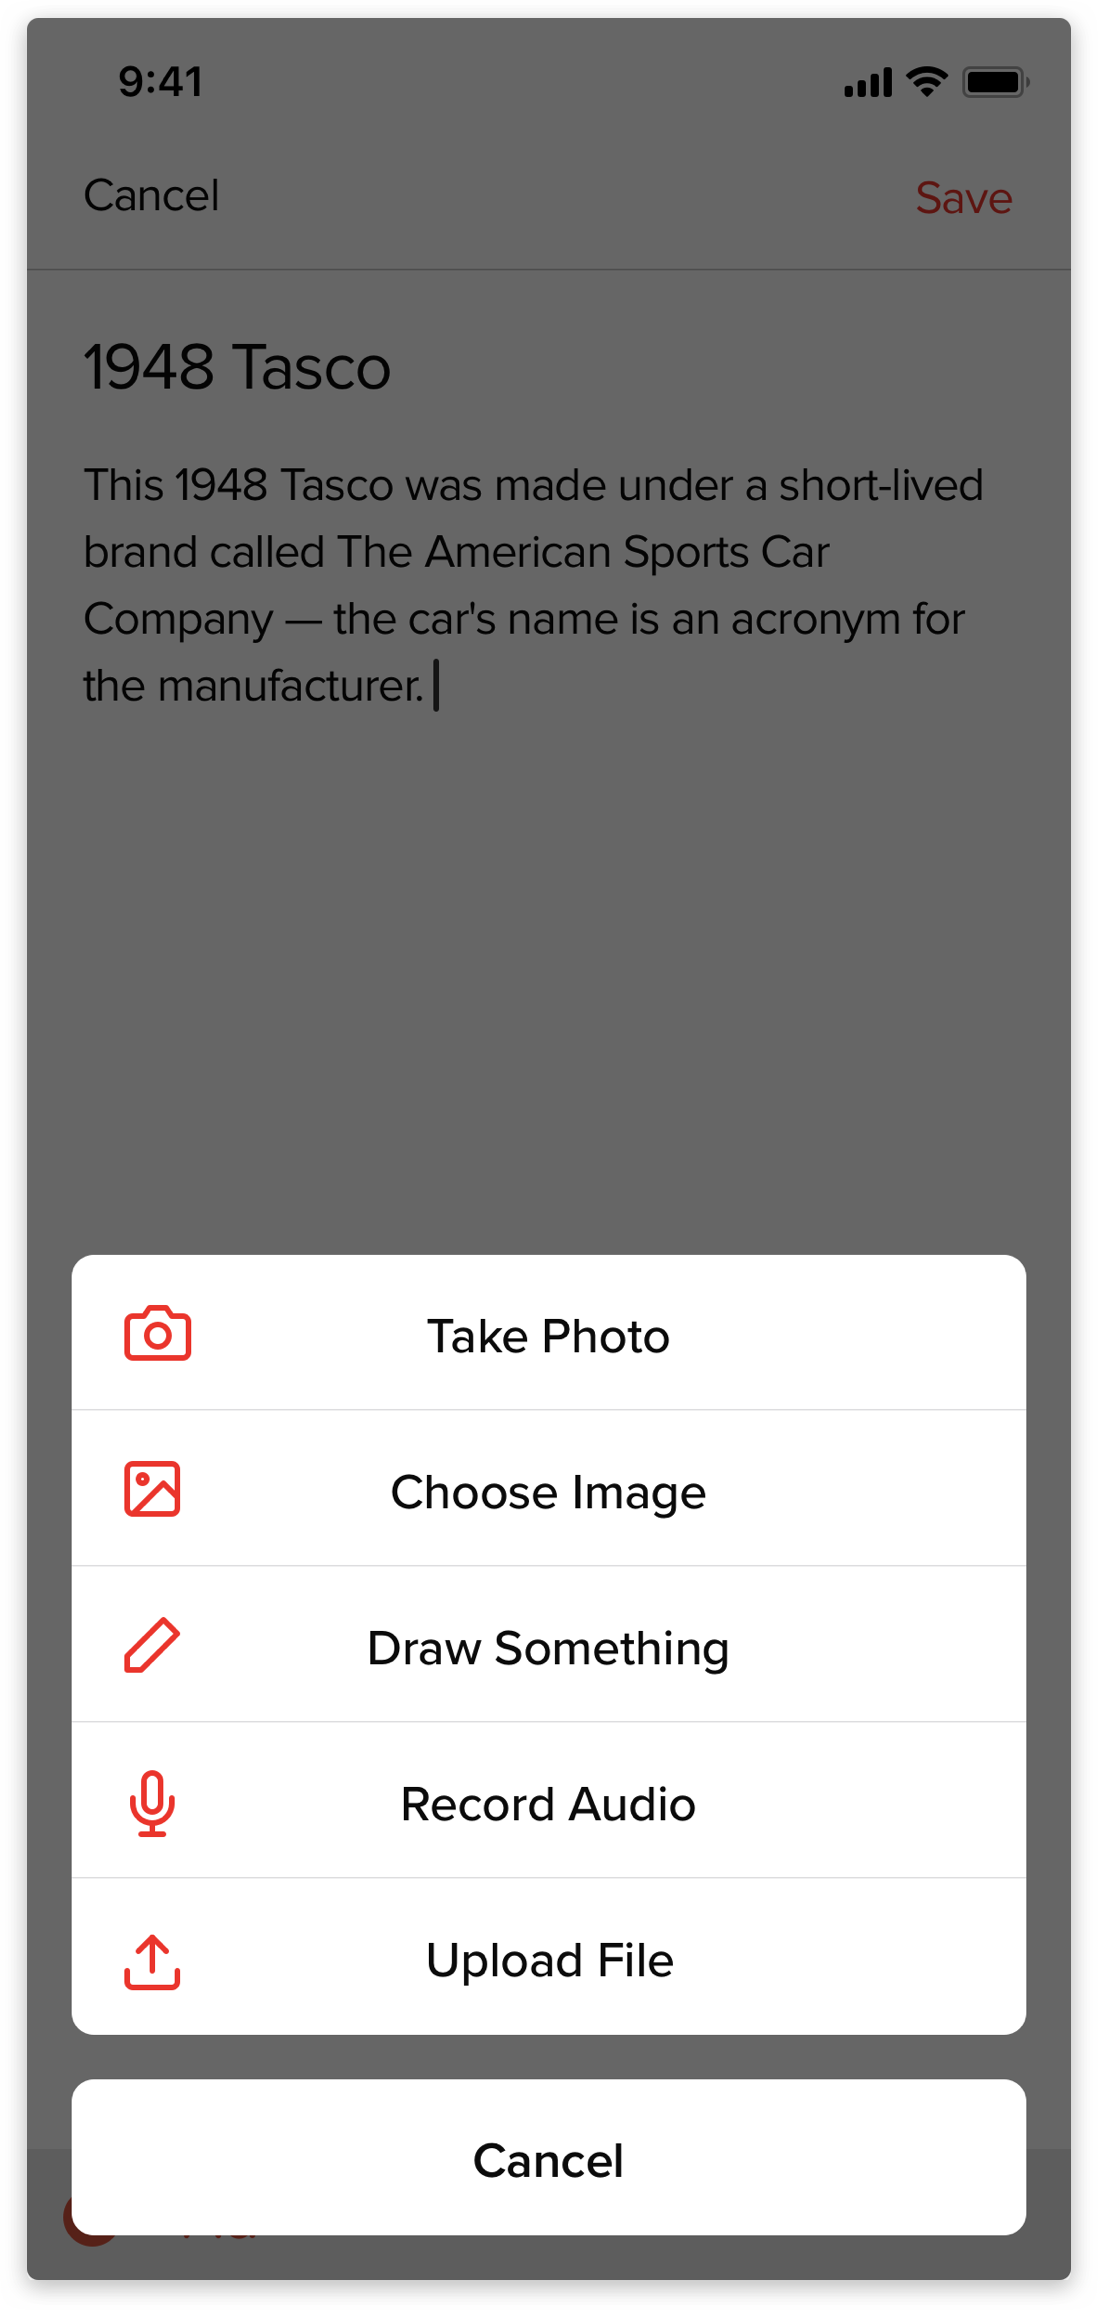 9:41
Cancel
Save
1948 Tasco
This 1948 Tasco was made under a short-lived
brand called The American Sports Car
Company — the car's name is an acronym for
the manufacturer.
Take Photo
Choose Image
Draw Something
Record Audio
Upload File
Cancel